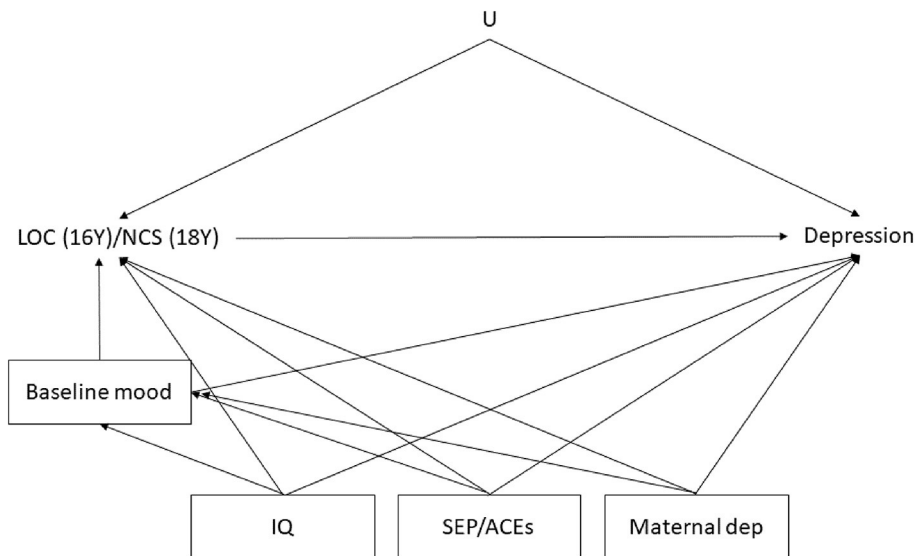 U
LOC (16Y)/NCS (18Y)
Depression
Baseline mood
IQ
SEP/ACEs
Maternal dep